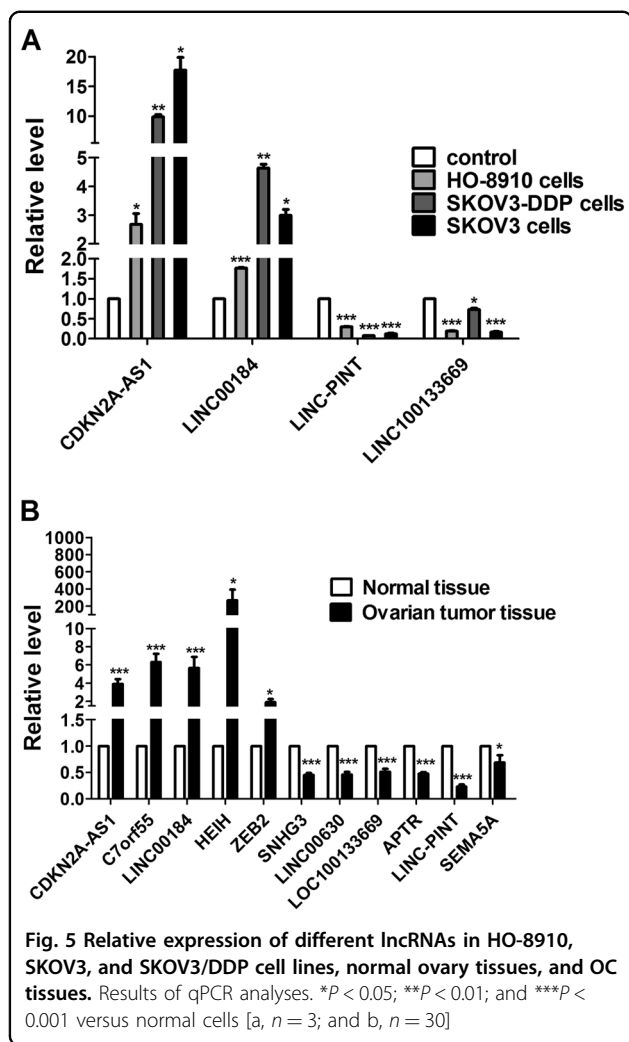 A
Relative level
20
15
10
5
4
3
2
2.0
1.5
1.0
0.5
0.0
*
**
*
***
**
*
***
***
***
***
*
***
control
HO-8910 cells
SKOV3-DDP cells
SKOV3 cells
CDKN2A-AS1
LINC00184
LINC-PINT
LINC100133669
B
Relative level
1000
800
600
400
200
8
6
4
2
1.5
1.0
0.5
0.0
***
***
***
*
*
***
***
***
***
***
*
Normal tissue
Ovarian tumor tissue
CDKN2A-AS1
C7orf55
LINC00184
HEIH
ZEB2
SNHG3
LINC00630
LOC100133669
APTR
LINC-PINT
SEMA5A
Fig. 5 Relative expression of different lncRNAs in HO-8910,
SKOV3, and SKOV3/DDP cell lines, normal ovary tissues, and OC
tissues. Results of qPCR analyses. *P < 0.05; **P < 0.01; and ***P <
0.001 versus normal cells [a, n = 3; and b, n = 30]